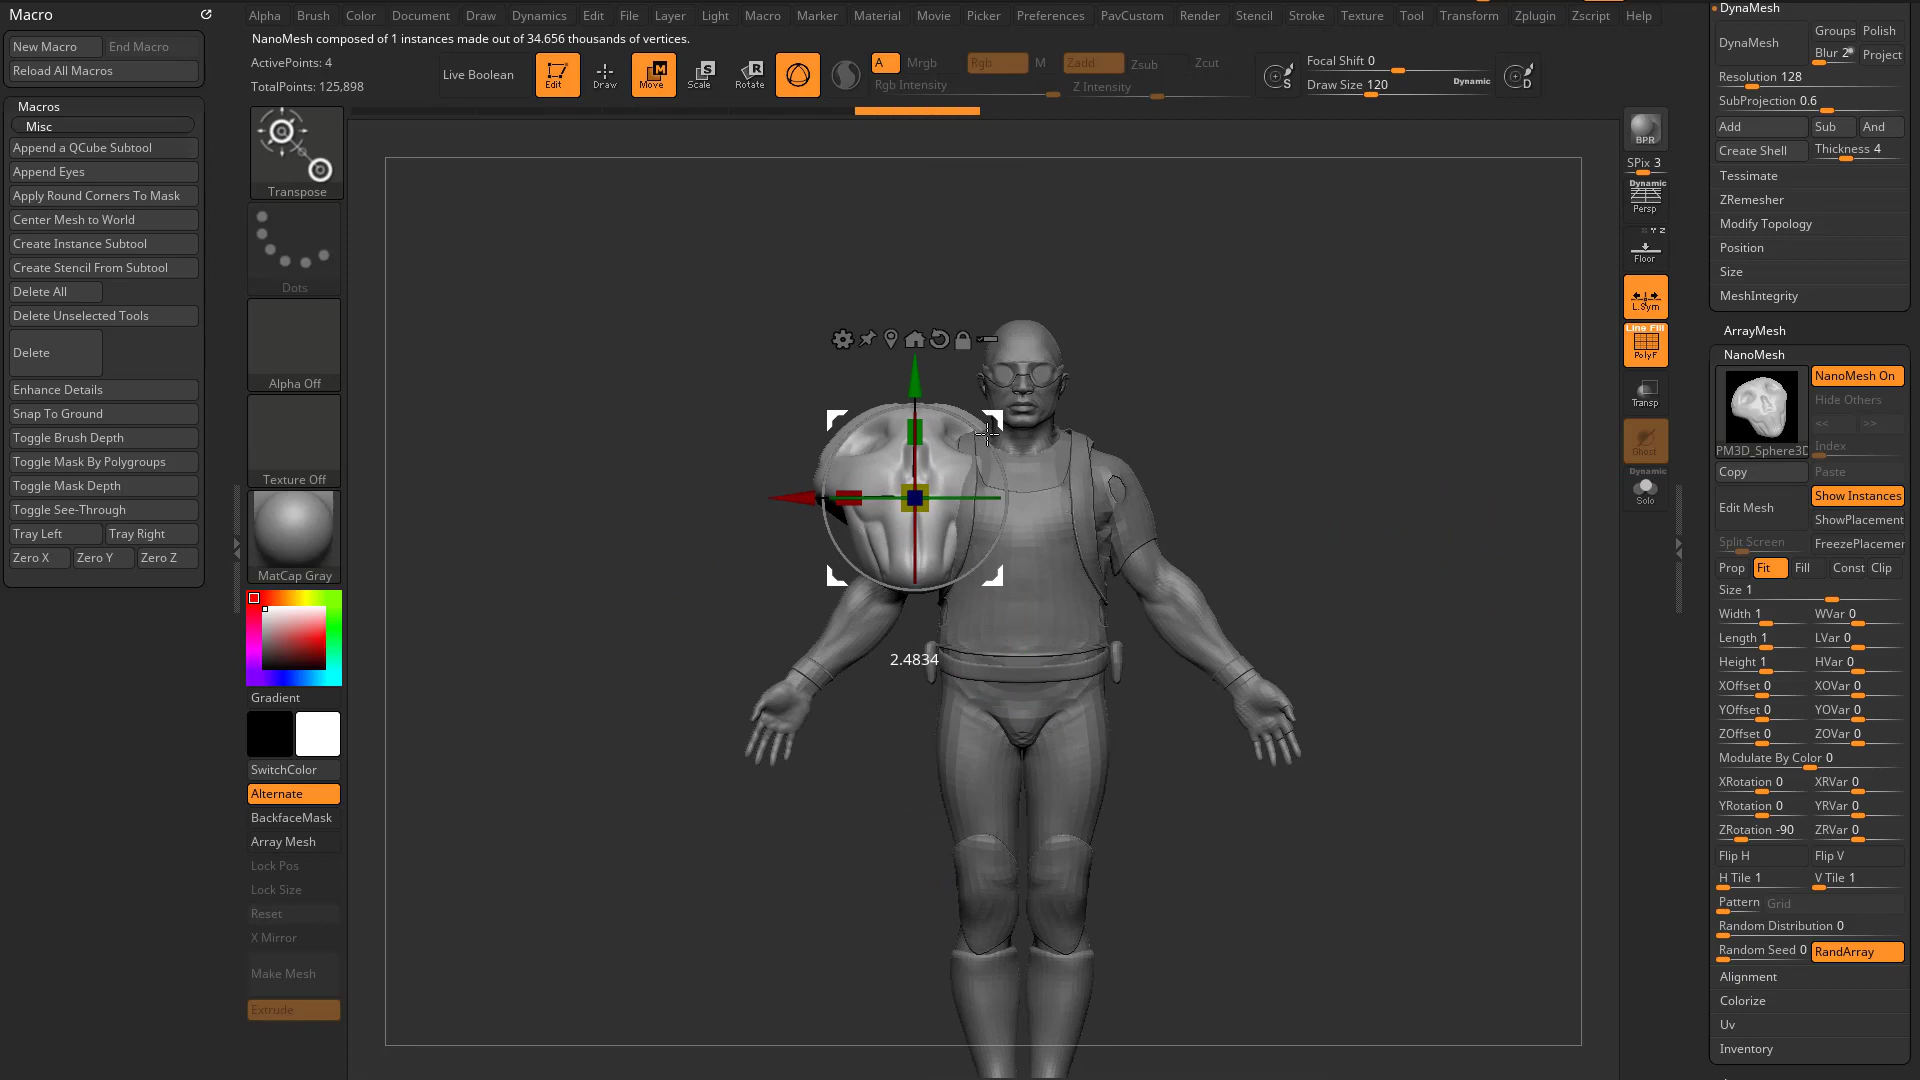 Macro
Alpha Brush Color Document Draw Dynamics Edit File Layer Light Macro Marker Material Movie Picker Preferences PavCustom Render Stencil Stroke Texture Tool Transform Zplugin Zscript Help
New Macro End Macro
Reload All Macros
Macros
Misc
Append a QCube Subtool
Append Eyes
Apply Round Corners To Mask
Center Mesh to World
Create Instance Subtool
Create Stencil From Subtool
Delete All
Delete Unselected Tools
Delete
Enhance Details
Snap To Ground
Toggle Brush Depth
Toggle Mask By Polygroups
Toggle Mask Depth
Toggle See-Through
Tray Left Tray Right
Zero X Zero Y Zero Z
NanoMesh composed of 1 instances made out of 34.656 thousands of vertices.
ActivePoints: 4
TotalPoints: 125,898
Live Boolean
Edit Draw Move Scale Rotate
A Mrgb Rgb M Zadd Zsub Zcut
Rgb Intensity Z Intensity
S
Focal Shift 0
Draw Size 120 Dynamic
D
Transpose
Dots
Alpha Off
Texture Off
MatCap Gray
Gradient
SwitchColor
Alternate
BackfaceMask
Array Mesh
Lock Pos
Lock Size
Reset
X Mirror
Make Mesh
Extrude
2.4834
BPR
SPix 3
Dynamic
Persp
Floor
L.Sym
Line Fill
PolyF
Transp
Ghost
Dynamic
Solo
DynaMesh
DynaMesh Groups Polish
Blur 2 Project
Resolution 128
SubProjection 0.6
Add Sub And
Create Shell Thickness 4
Tessimate
ZRemesher
Modify Topology
Position
Size
MeshIntegrity
ArrayMesh
NanoMesh
NanoMesh On
Hide Others
<< >>
Index
PM3D_Sphere3D
Copy Paste
Edit Mesh Show Instances
ShowPlacement
Split Screen FreezePlacemer
Prop Fit Fill Const Clip
Size 1
Width 1 WVar 0
Length 1 LVar 0
Height 1 HVar 0
XOffset 0 XOVar 0
YOffset 0 YOVar 0
ZOffset 0 ZOVar 0
Modulate By Color 0
XRotation 0 XRVar 0
YRotation 0 YRVar 0
ZRotation -90 ZRVar 0
Flip H Flip V
H Tile 1 V Tile 1
Pattern Grid
Random Distribution 0
Random Seed 0 RandArray
Alignment
Colorize
Uv
Inventory